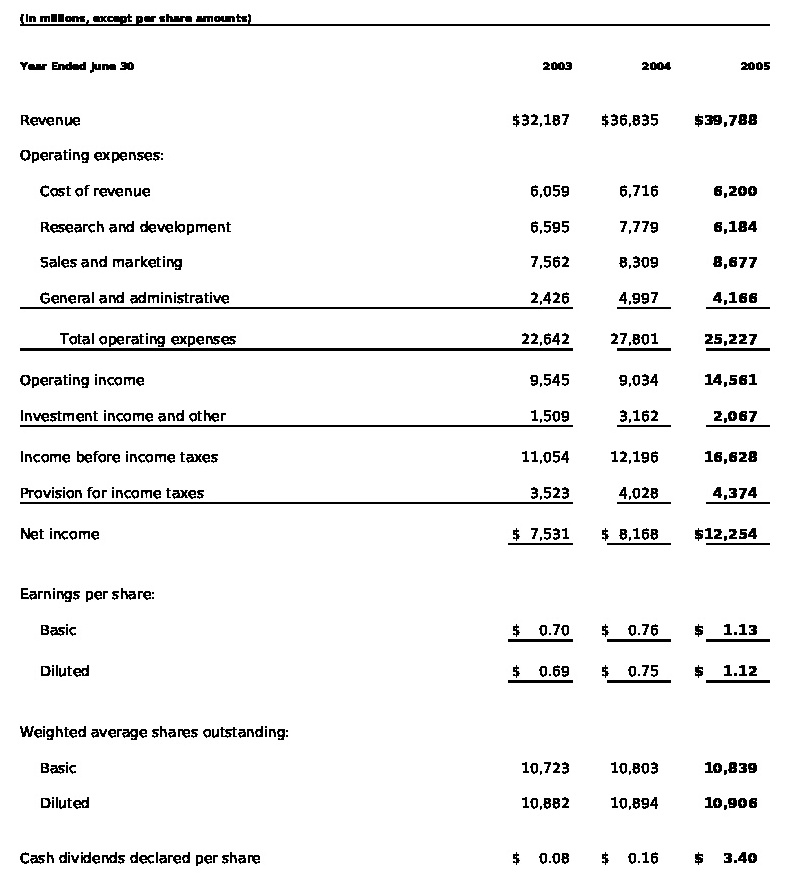 (In millions, except per share amounts)
Year Ended June 30 2003 2004 2005
Revenue $32,187 $36,835 $39,788
Operating expenses:
Cost of revenue 6,059 6,716 6,200
Research and development 6,595 7,779 6,184
Sales and marketing 7,562 8,309 8,677
General and administrative 2,426 4,997 4,166
Total operating expenses 22,642 27,801 25,227
Operating income 9,545 9,034 14,561
Investment income and other 1,509 3,162 2,067
Income before income taxes 11,054 12,196 16,628
Provision for income taxes 3,523 4,028 4,374
Net income $ 7,531 $ 8,168 $12,254
Earnings per share:
Basic $ 0.70 $ 0.76 $ 1.13
Diluted $ 0.69 $ 0.75 $ 1.12
Weighted average shares outstanding:
Basic 10,723 10,803 10,839
Diluted 10,882 10,894 10,906
Cash dividends declared per share $ 0.08 $ 0.16 $ 3.40